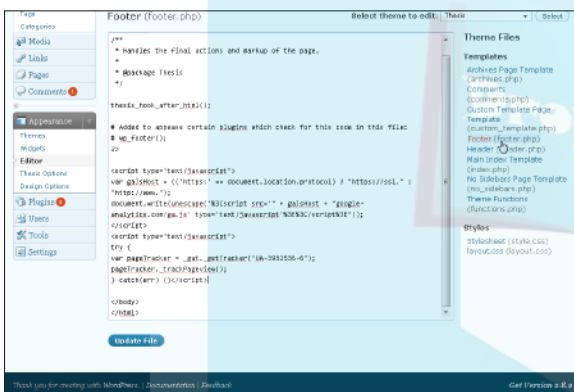 Tags
Categories
Media
Links
Pages
Comments
Appearance
Themes
Widgets
Editor
Thesis Options
Design Options
Plugins
Users
Tools
Settings
Footer (footer.php)
Select theme to edit: Thesis Select
/**
* Handles the final actions and markup of the page.
*
* @package Thesis
*/
thesis_hook_after_html();
# Added to appease certain plugins which check for this code in this file:
# wp_footer();
?>
<script type="text/javascript">
var gaJsHost = (("https:" == document.location.protocol) ? "https://ssl." :
"http://www.");
document.write(unescape("%3Cscript src='" + gaJsHost + "google-
analytics.com/ga.js' type='text/javascript'%3E%3C/script%3E"));
</script>
<script type="text/javascript">
try {
var pageTracker = _gat._getTracker("UA-3932536-6");
pageTracker._trackPageview();
} catch(err) {}</script>
</body>
</html>
Update File
Theme Files
Templates
Archives Page Template
(archives.php)
Comments
(comments.php)
Custom Template Page
Template
(custom_template.php)
Footer (footer.php)
Header (header.php)
Main Index Template
(index.php)
No Sidebars Page Template
(no_sidebars.php)
Theme Functions
(functions.php)
Styles
Stylesheet (style.css)
layout.css (layout.css)
Thank you for creating with WordPress. | Documentation | Feedback
Get Version 2.8.